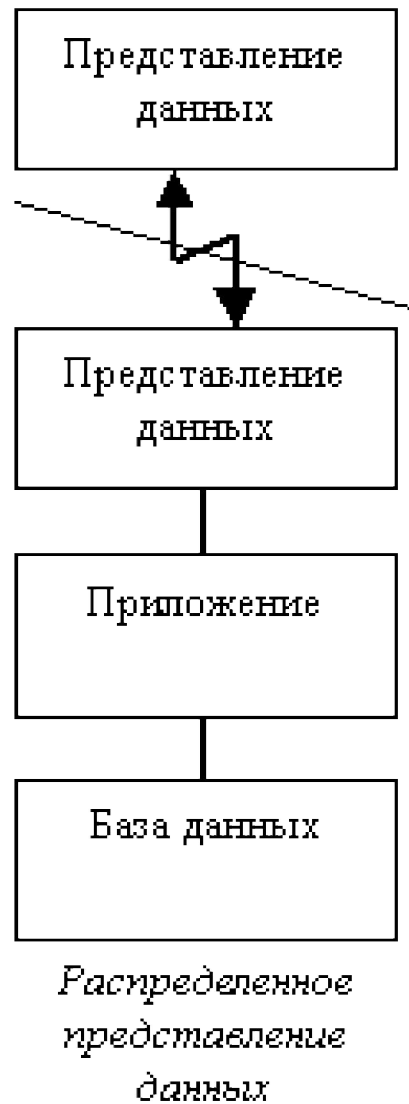 Представление
данных
Представление
данных
Приложение
База данных
Распределенное
представление
данных